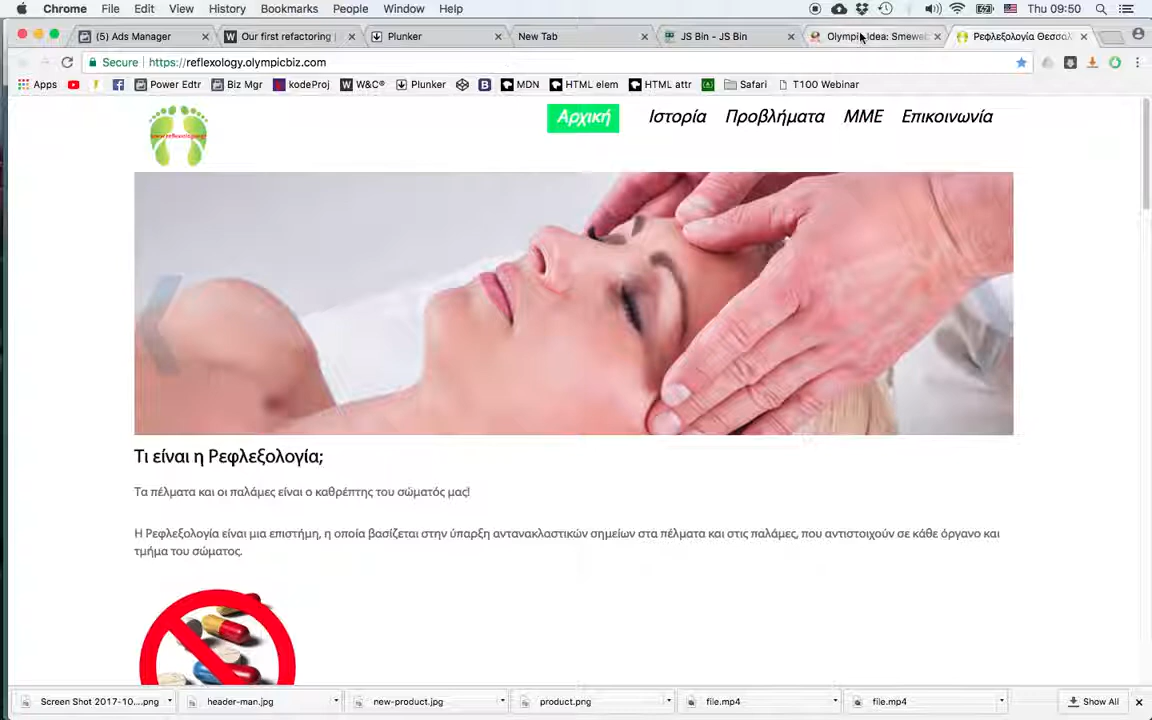 Chrome File Edit View History Bookmarks People Window Help Thu 09:50
(5) Ads Manager Our first refactoring Plunker New Tab JS Bin - JS Bin Olympic Idea: Smeweb Ρεφλεξολογία Θεσσαλ
Secure https://reflexology.olympicbiz.com
Apps Power Edtr Biz Mgr kodeProj W&C® Plunker MDN HTML elem HTML attr Safari T100 Webinar
Αρχική Ιστορία Προβλήματα ΜΜΕ Επικοινωνία
Τι είναι η Ρεφλεξολογία;
Τα πέλματα και οι παλάμες είναι ο καθρέπτης του σώματός μας!
Η Ρεφλεξολογία είναι μια επιστήμη, η οποία βασίζεται στην ύπαρξη αντανακλαστικών σημείων στα πέλματα και στις παλάμες, που αντιστοιχούν σε κάθε όργανο και
τμήμα του σώματος.
Screen Shot 2017-10....png header-man.jpg new-product.jpg product.png file.mp4 file.mp4 Show All